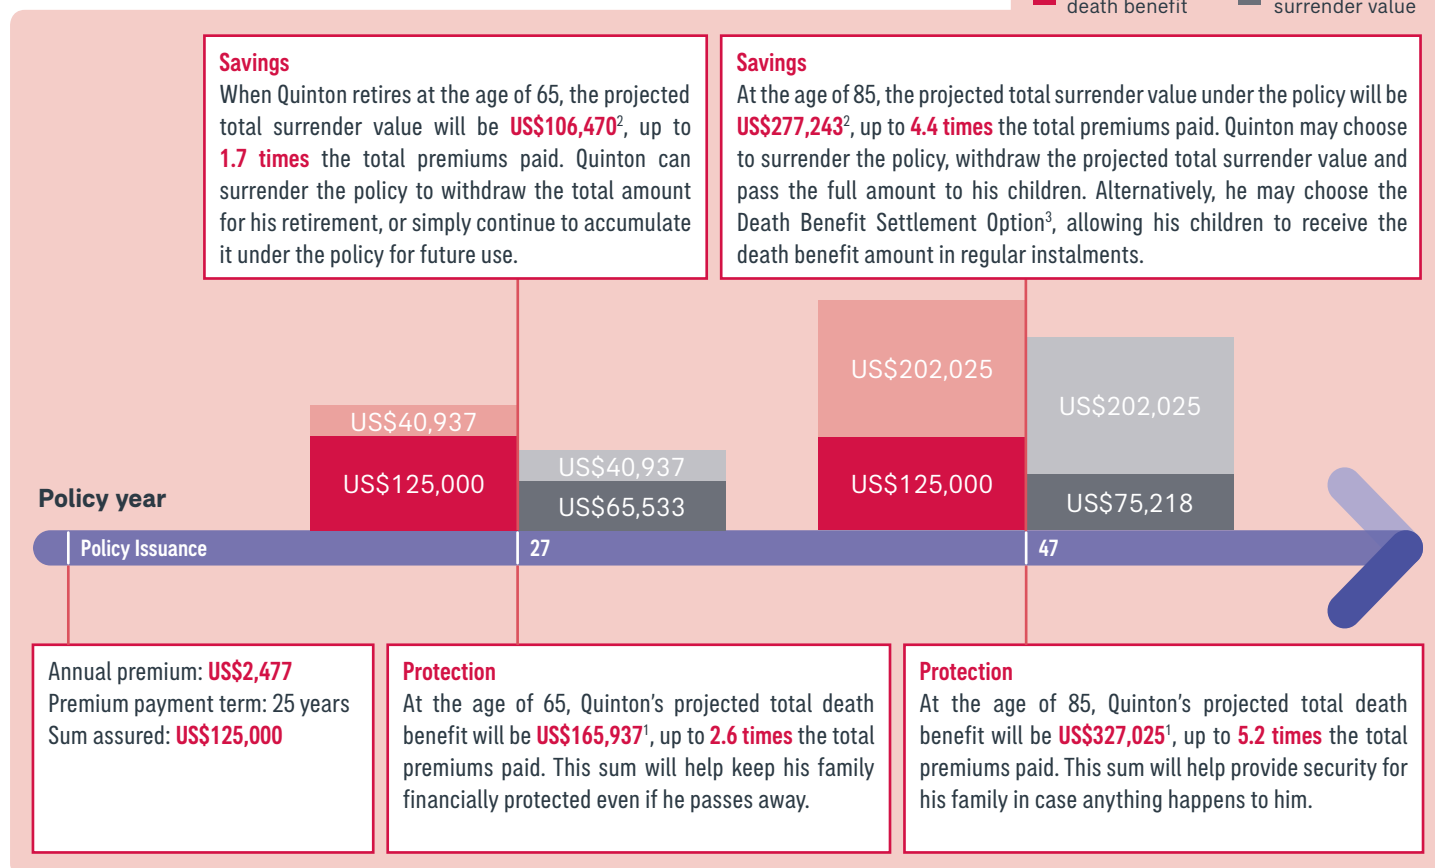 death benefit
surrender value
Savings
When Quinton retires at the age of 65, the projected
total surrender value will be US$106,470², up to
1.7 times the total premiums paid. Quinton can
surrender the policy to withdraw the total amount
for his retirement, or simply continue to accumulate
it under the policy for future use.
Savings
At the age of 85, the projected total surrender value under the policy will be
US$277,243², up to 4.4 times the total premiums paid. Quinton may choose
to surrender the policy, withdraw the projected total surrender value and
pass the full amount to his children. Alternatively, he may choose the
Death Benefit Settlement Option³, allowing his children to receive the
death benefit amount in regular instalments.
US$40,937
US$125,000
US$40,937
US$65,533
US$202,025
US$125,000
US$202,025
US$75,218
Policy year
Policy Issuance
27
47
Annual premium: US$2,477
Premium payment term: 25 years
Sum assured: US$125,000
Protection
At the age of 65, Quinton’s projected total death
benefit will be US$165,937¹, up to 2.6 times the total
premiums paid. This sum will help keep his family
financially protected even if he passes away.
Protection
At the age of 85, Quinton’s projected total death
benefit will be US$327,025¹, up to 5.2 times the total
premiums paid. This sum will help provide security for
his family in case anything happens to him.